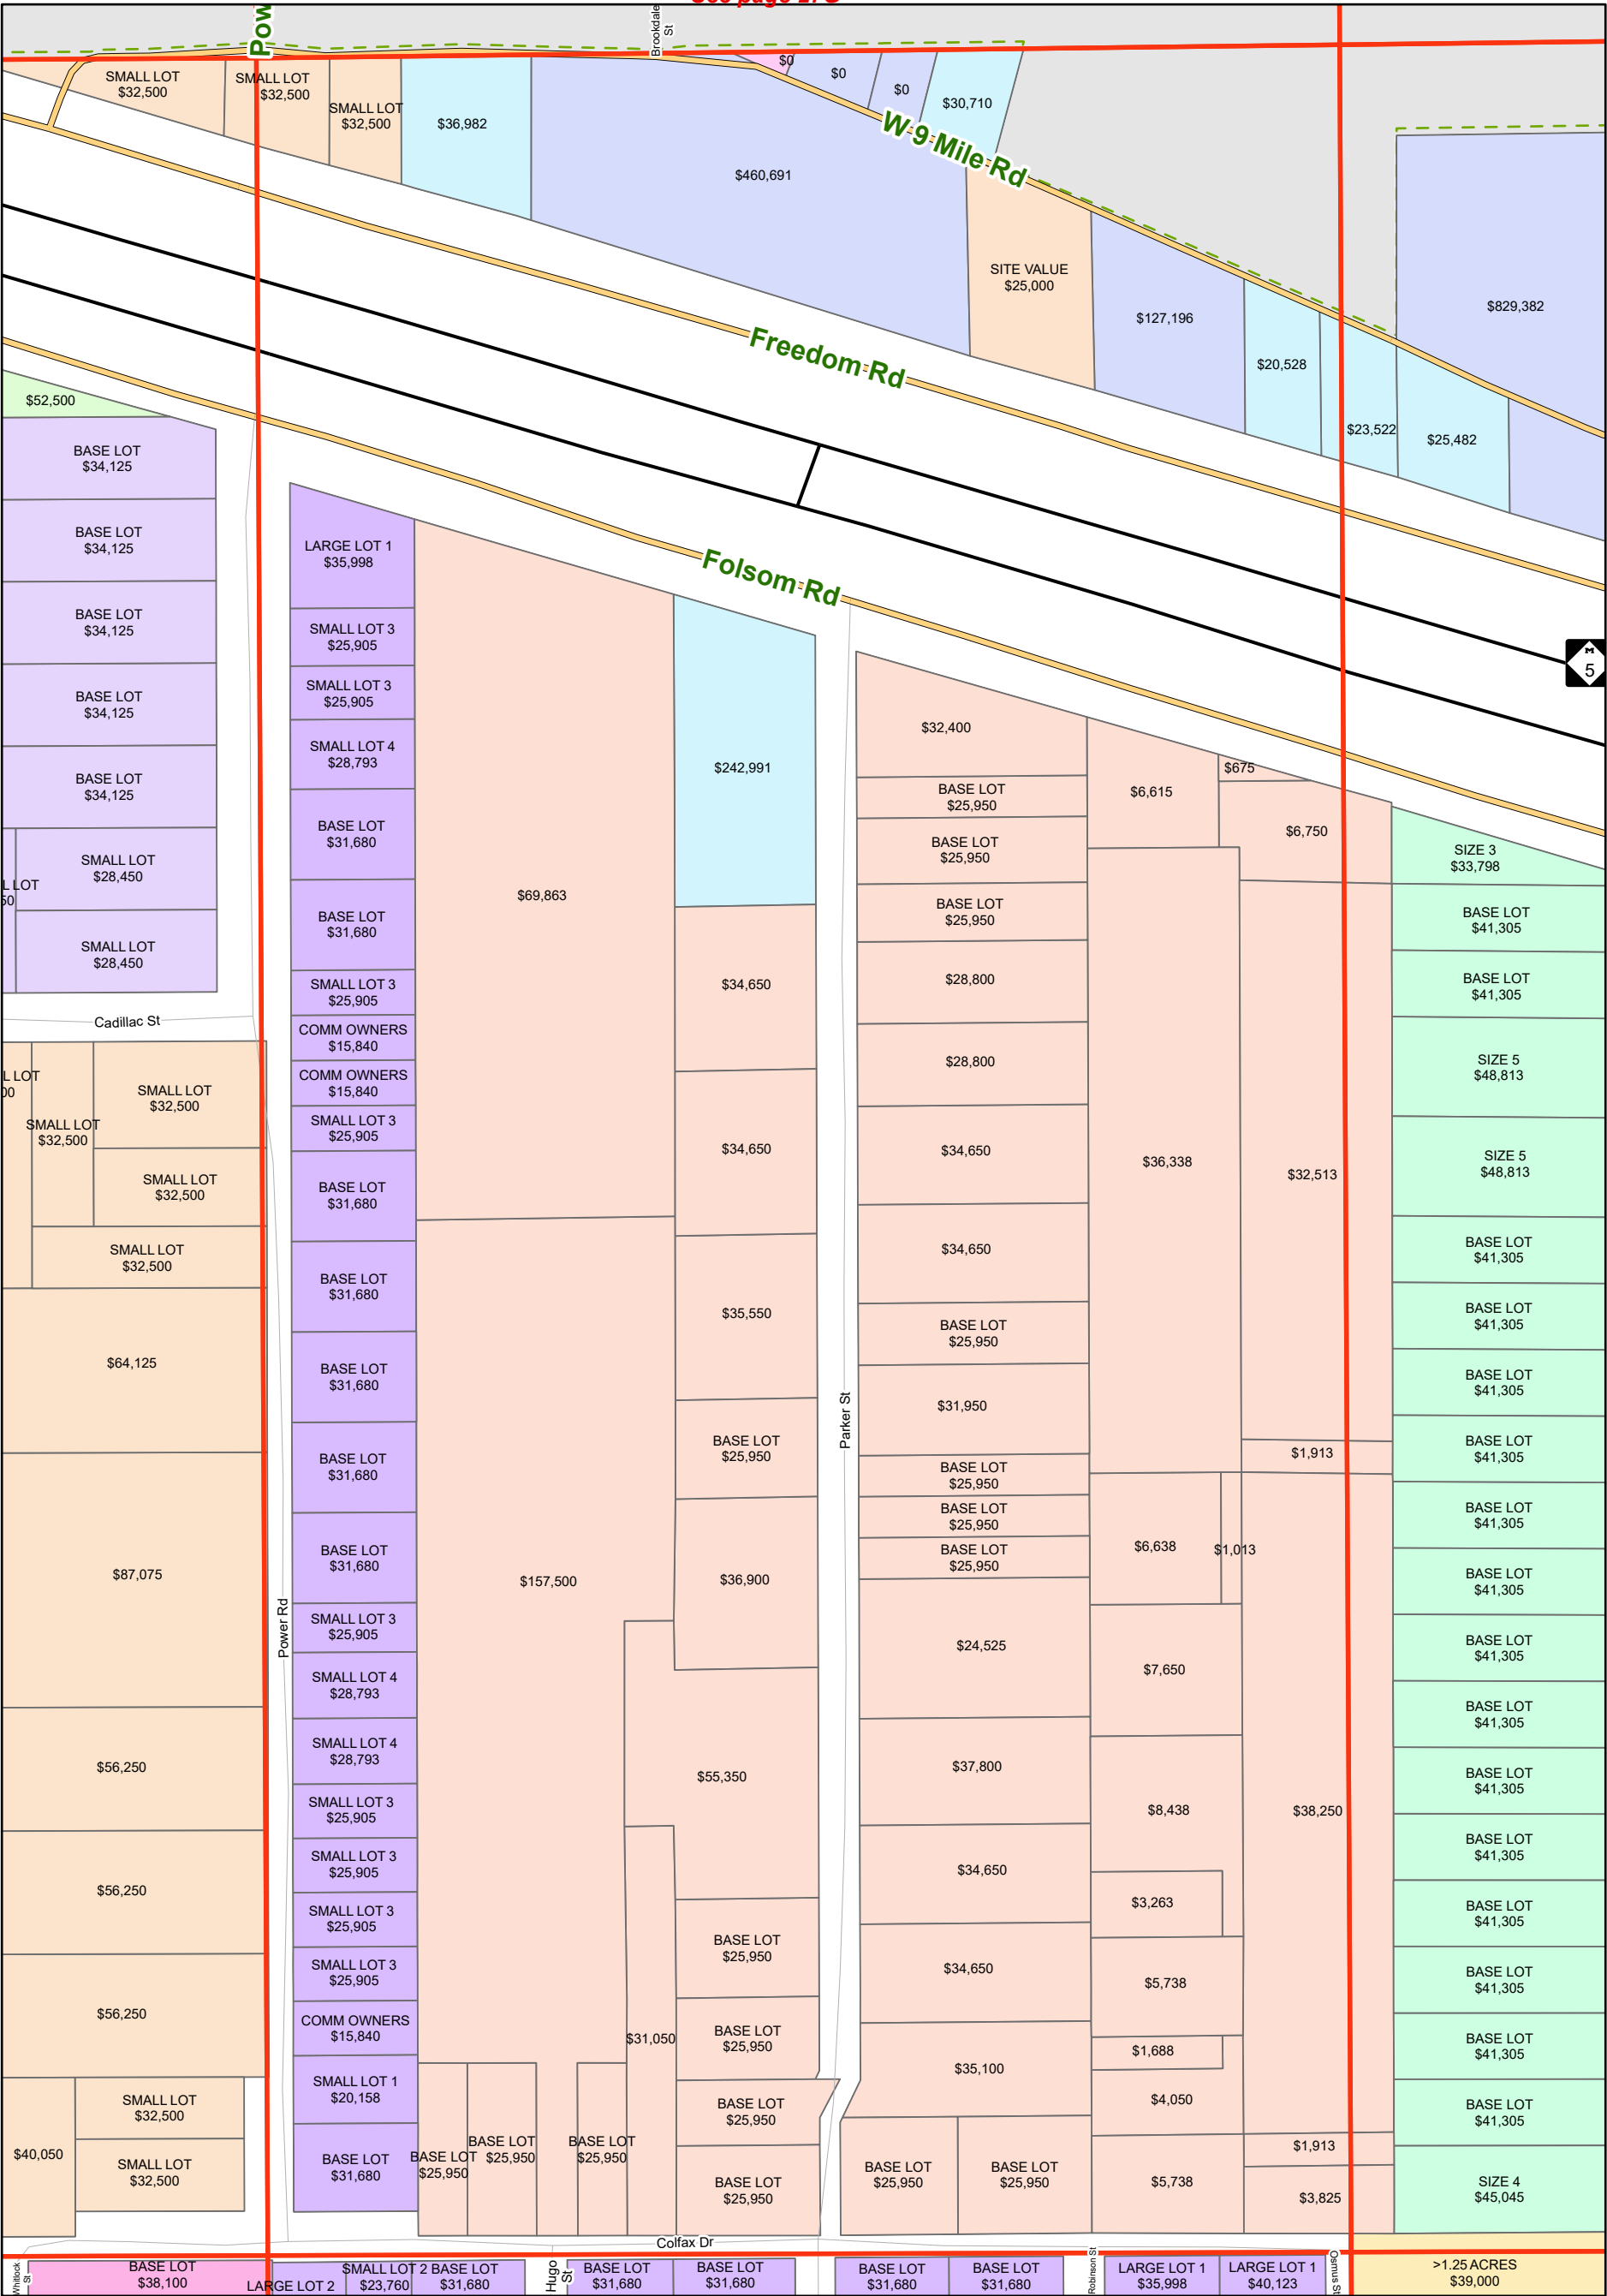 See page 27C
Pow
Brookdale
St
SMALL LOT
$32,500
SMALL LOT
$32,500
SMALL LOT
$32,500
$36,982
$460,691
$0
$0
$0
$30,710
W 9 Mile Rd
SITE VALUE
$25,000
$127,196
$20,528
$23,522
$25,482
$829,382
Freedom Rd
Folsom Rd
M
5
$52,500
BASE LOT
$34,125
BASE LOT
$34,125
BASE LOT
$34,125
BASE LOT
$34,125
BASE LOT
$34,125
L LOT
50
SMALL LOT
$28,450
SMALL LOT
$28,450
Cadillac St
L LOT
00
SMALL LOT
$32,500
SMALL LOT
$32,500
SMALL LOT
$32,500
SMALL LOT
$32,500
$64,125
$87,075
$56,250
$56,250
$56,250
$40,050
SMALL LOT
$32,500
SMALL LOT
$32,500
Power Rd
LARGE LOT 1
$35,998
SMALL LOT 3
$25,905
SMALL LOT 3
$25,905
SMALL LOT 4
$28,793
BASE LOT
$31,680
BASE LOT
$31,680
SMALL LOT 3
$25,905
COMM OWNERS
$15,840
COMM OWNERS
$15,840
SMALL LOT 3
$25,905
BASE LOT
$31,680
BASE LOT
$31,680
BASE LOT
$31,680
BASE LOT
$31,680
BASE LOT
$31,680
SMALL LOT 3
$25,905
SMALL LOT 4
$28,793
SMALL LOT 4
$28,793
SMALL LOT 3
$25,905
SMALL LOT 3
$25,905
SMALL LOT 3
$25,905
SMALL LOT 3
$25,905
COMM OWNERS
$15,840
SMALL LOT 1
$20,158
BASE LOT
$31,680
$69,863
$157,500
BASE LOT
$25,950
BASE LOT
$25,950
BASE LOT
$25,950
$31,050
$242,991
$34,650
$34,650
$35,550
BASE LOT
$25,950
$36,900
$55,350
BASE LOT
$25,950
BASE LOT
$25,950
BASE LOT
$25,950
BASE LOT
$25,950
Parker St
$32,400
BASE LOT
$25,950
BASE LOT
$25,950
BASE LOT
$25,950
$28,800
$28,800
$34,650
$34,650
BASE LOT
$25,950
$31,950
BASE LOT
$25,950
BASE LOT
$25,950
BASE LOT
$25,950
$24,525
$37,800
$34,650
$34,650
$35,100
BASE LOT
$25,950
BASE LOT
$25,950
$6,615
$36,338
$6,638
$1,013
$7,650
$8,438
$3,263
$5,738
$1,688
$4,050
$5,738
$675
$6,750
$32,513
$1,913
$38,250
$1,913
$3,825
SIZE 3
$33,798
BASE LOT
$41,305
BASE LOT
$41,305
SIZE 5
$48,813
SIZE 5
$48,813
BASE LOT
$41,305
BASE LOT
$41,305
BASE LOT
$41,305
BASE LOT
$41,305
BASE LOT
$41,305
BASE LOT
$41,305
BASE LOT
$41,305
BASE LOT
$41,305
BASE LOT
$41,305
BASE LOT
$41,305
BASE LOT
$41,305
BASE LOT
$41,305
BASE LOT
$41,305
BASE LOT
$41,305
SIZE 4
$45,045
Colfax Dr
Whitlock
St
BASE LOT
$38,100
LARGE LOT 2
SMALL LOT 2
$23,760
BASE LOT
$31,680
Hugo
St
BASE LOT
$31,680
BASE LOT
$31,680
BASE LOT
$31,680
BASE LOT
$31,680
Robinson St
LARGE LOT 1
$35,998
LARGE LOT 1
$40,123
Osmus St
>1.25 ACRES
$39,000